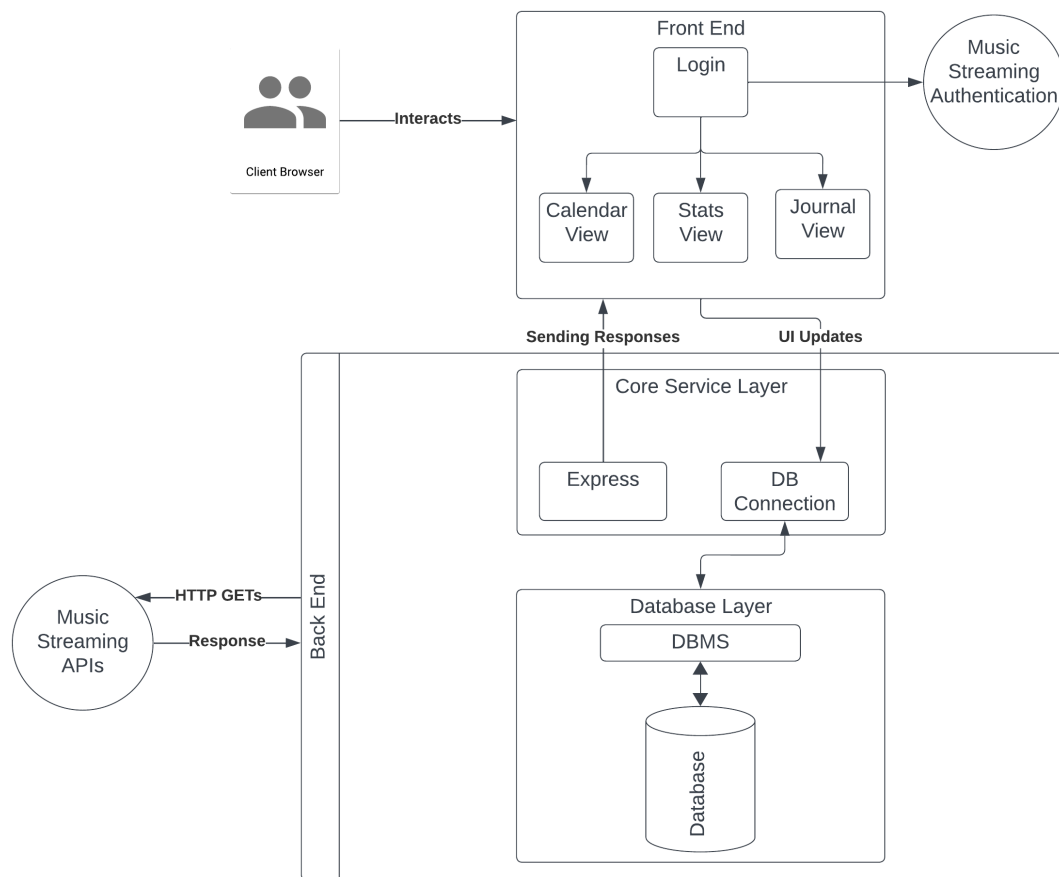 Front End
Login
Music
Streaming
Authentication
Interacts
Client Browser
Calendar
View
Stats
View
Journal
View
Sending Responses
UI Updates
Core Service Layer
Express
DB
Connection
Back End
HTTP GETs
Response
Music
Streaming
APIs
Database Layer
DBMS
Database